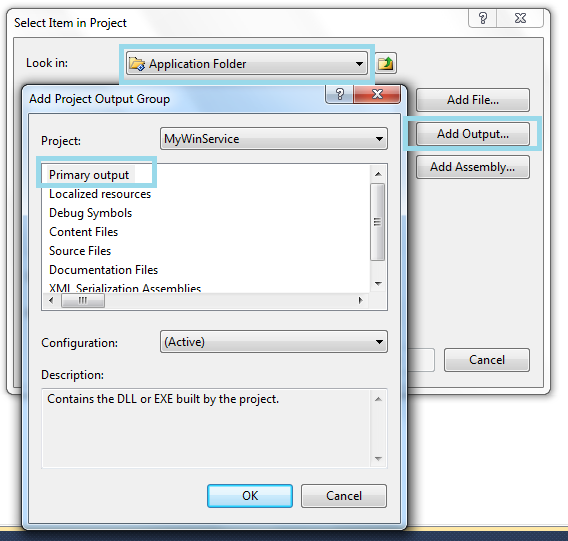 Select Item in Project
Look in:
Application Folder
Add File...
Add Output...
Add Assembly...
Cancel
Add Project Output Group
Project:
MyWinService
Primary output
Localized resources
Debug Symbols
Content Files
Source Files
Documentation Files
XML Serialization Assemblies
Configuration:
(Active)
Description:
Contains the DLL or EXE built by the project.
OK
Cancel